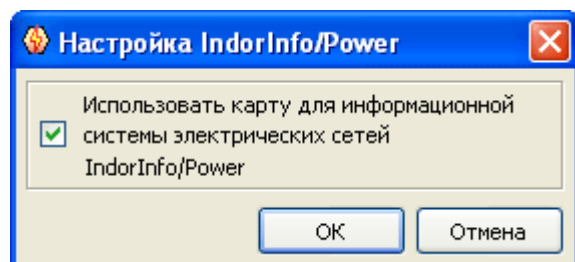 Настройка IndorInfo/Power
Использовать карту для информационной
системы электрических сетей
IndorInfo/Power
ОК
Отмена